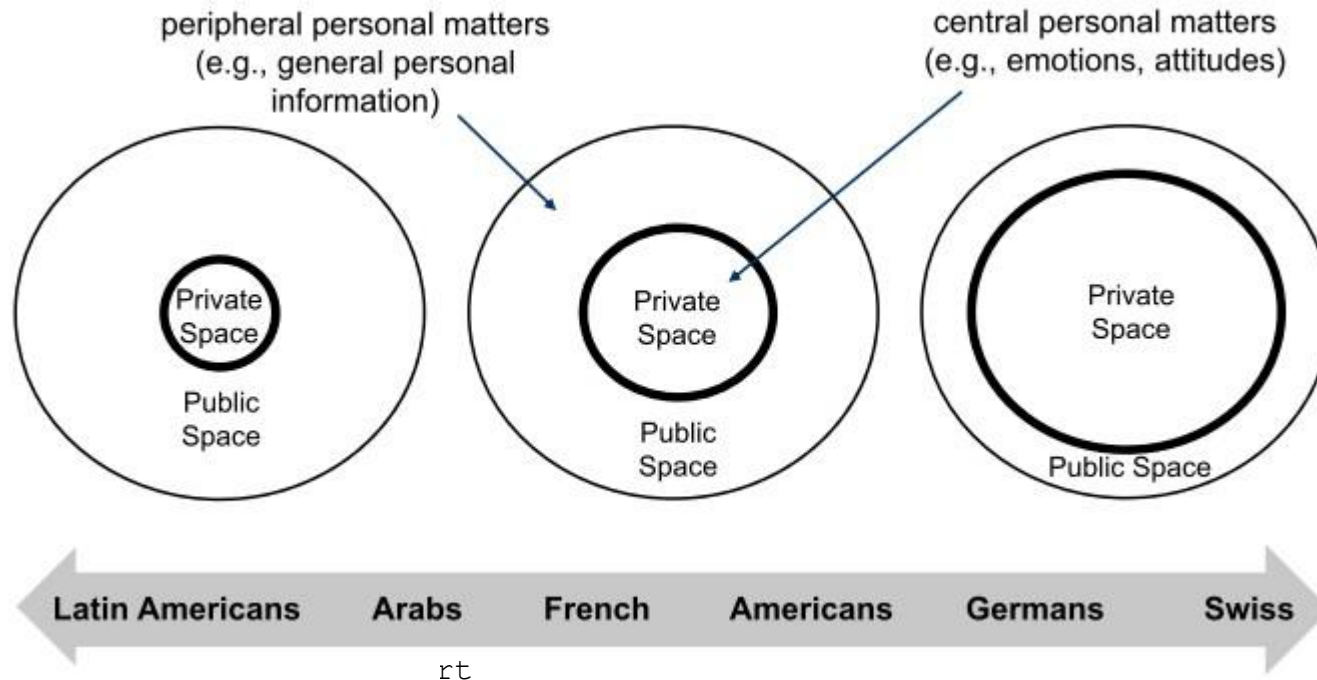 peripheral personal matters
(e.g., general personal
information)
central personal matters
(e.g., emotions, attitudes)
Private
Space
Public
Space
Private
Space
Public
Space
Private
Space
Public Space
Latin Americans Arabs French Americans Germans Swiss
rt